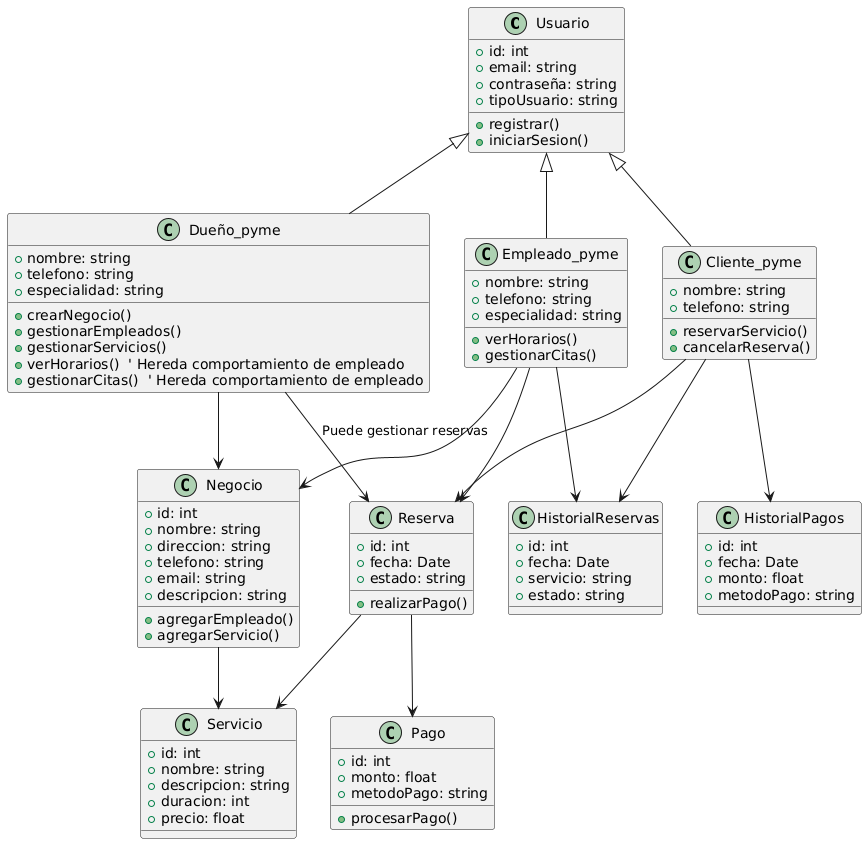 Usuario
id: int
email: string
contraseña: string
tipoUsuario: string
registrar()
iniciarSesion()
Dueño_pyme
nombre: string
telefono: string
especialidad: string
crearNegocio()
gestionarEmpleados()
gestionarServicios()
verHorarios()  ' Hereda comportamiento de empleado
gestionarCitas()  ' Hereda comportamiento de empleado
Empleado_pyme
nombre: string
telefono: string
especialidad: string
verHorarios()
gestionarCitas()
Cliente_pyme
nombre: string
telefono: string
reservarServicio()
cancelarReserva()
Puede gestionar reservas
Negocio
id: int
nombre: string
direccion: string
telefono: string
email: string
descripcion: string
agregarEmpleado()
agregarServicio()
Reserva
id: int
fecha: Date
estado: string
realizarPago()
HistorialReservas
id: int
fecha: Date
servicio: string
estado: string
HistorialPagos
id: int
fecha: Date
monto: float
metodoPago: string
Servicio
id: int
nombre: string
descripcion: string
duracion: int
precio: float
Pago
id: int
monto: float
metodoPago: string
procesarPago()